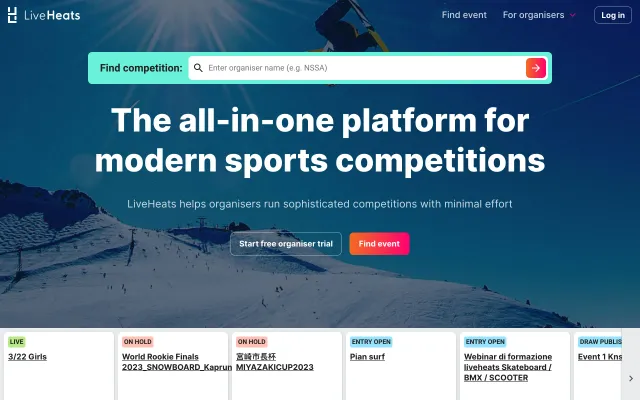 LiveHeats
Find event
For organisers
Log in
Find competition:
Enter organiser name (e.g. NSSA)
The all-in-one platform for
modern sports competitions
LiveHeats helps organisers run sophisticated competitions with minimal effort
Start free organiser trial
Find event
LIVE
3/22 Girls
ON HOLD
World Rookie Finals
2023_SNOWBOARD_Kaprun
ON HOLD
宮崎市長杯
MIYAZAKICUP2023
ENTRY OPEN
Pian surf
ENTRY OPEN
Webinar di formazione
liveheats Skateboard /
BMX / SCOOTER
DRAW PUBLIS
Event 1 Kns